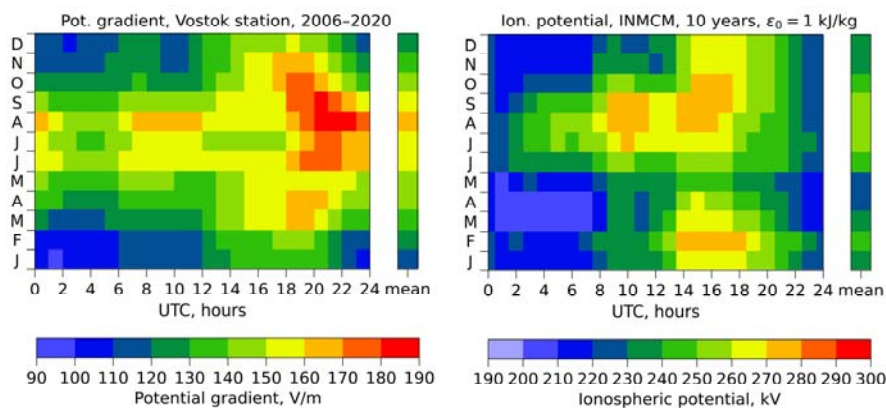 Pot. gradient, Vostok station, 2006–2020
D
N
O
S
A
J
J
M
A
M
F
J
0 2 4 6 8 10 12 14 16 18 20 22 24 mean
UTC, hours
90 100 110 120 130 140 150 160 170 180 190
Potential gradient, V/m
Ion. potential, INMCM, 10 years, ε₀ = 1 kJ/kg
D
N
O
S
A
J
J
M
A
M
F
J
0 2 4 6 8 10 12 14 16 18 20 22 24 mean
UTC, hours
190 200 210 220 230 240 250 260 270 280 290 300
Ionospheric potential, kV